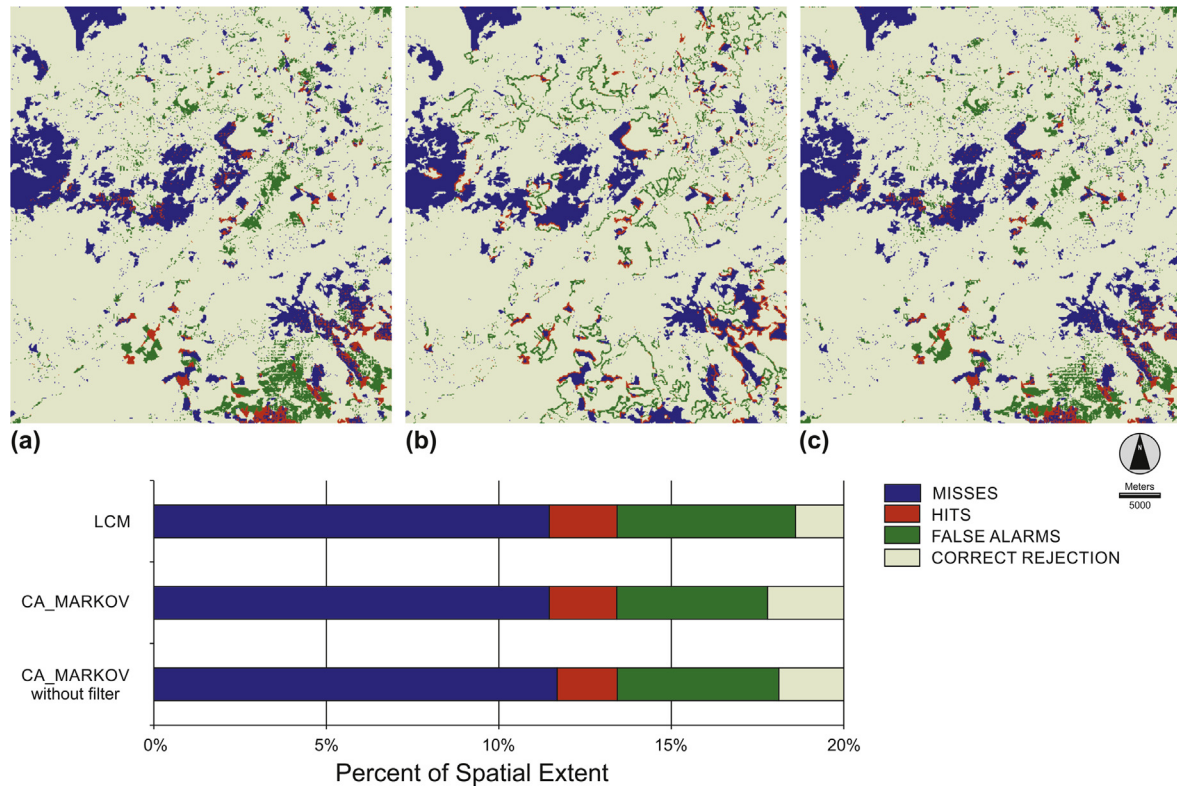 (a)
(b)
(c)
N
Meters
5000
LCM
CA_MARKOV
CA_MARKOV
without filter
0%
5%
10%
15%
20%
Percent of Spatial Extent
MISSES
HITS
FALSE ALARMS
CORRECT REJECTION